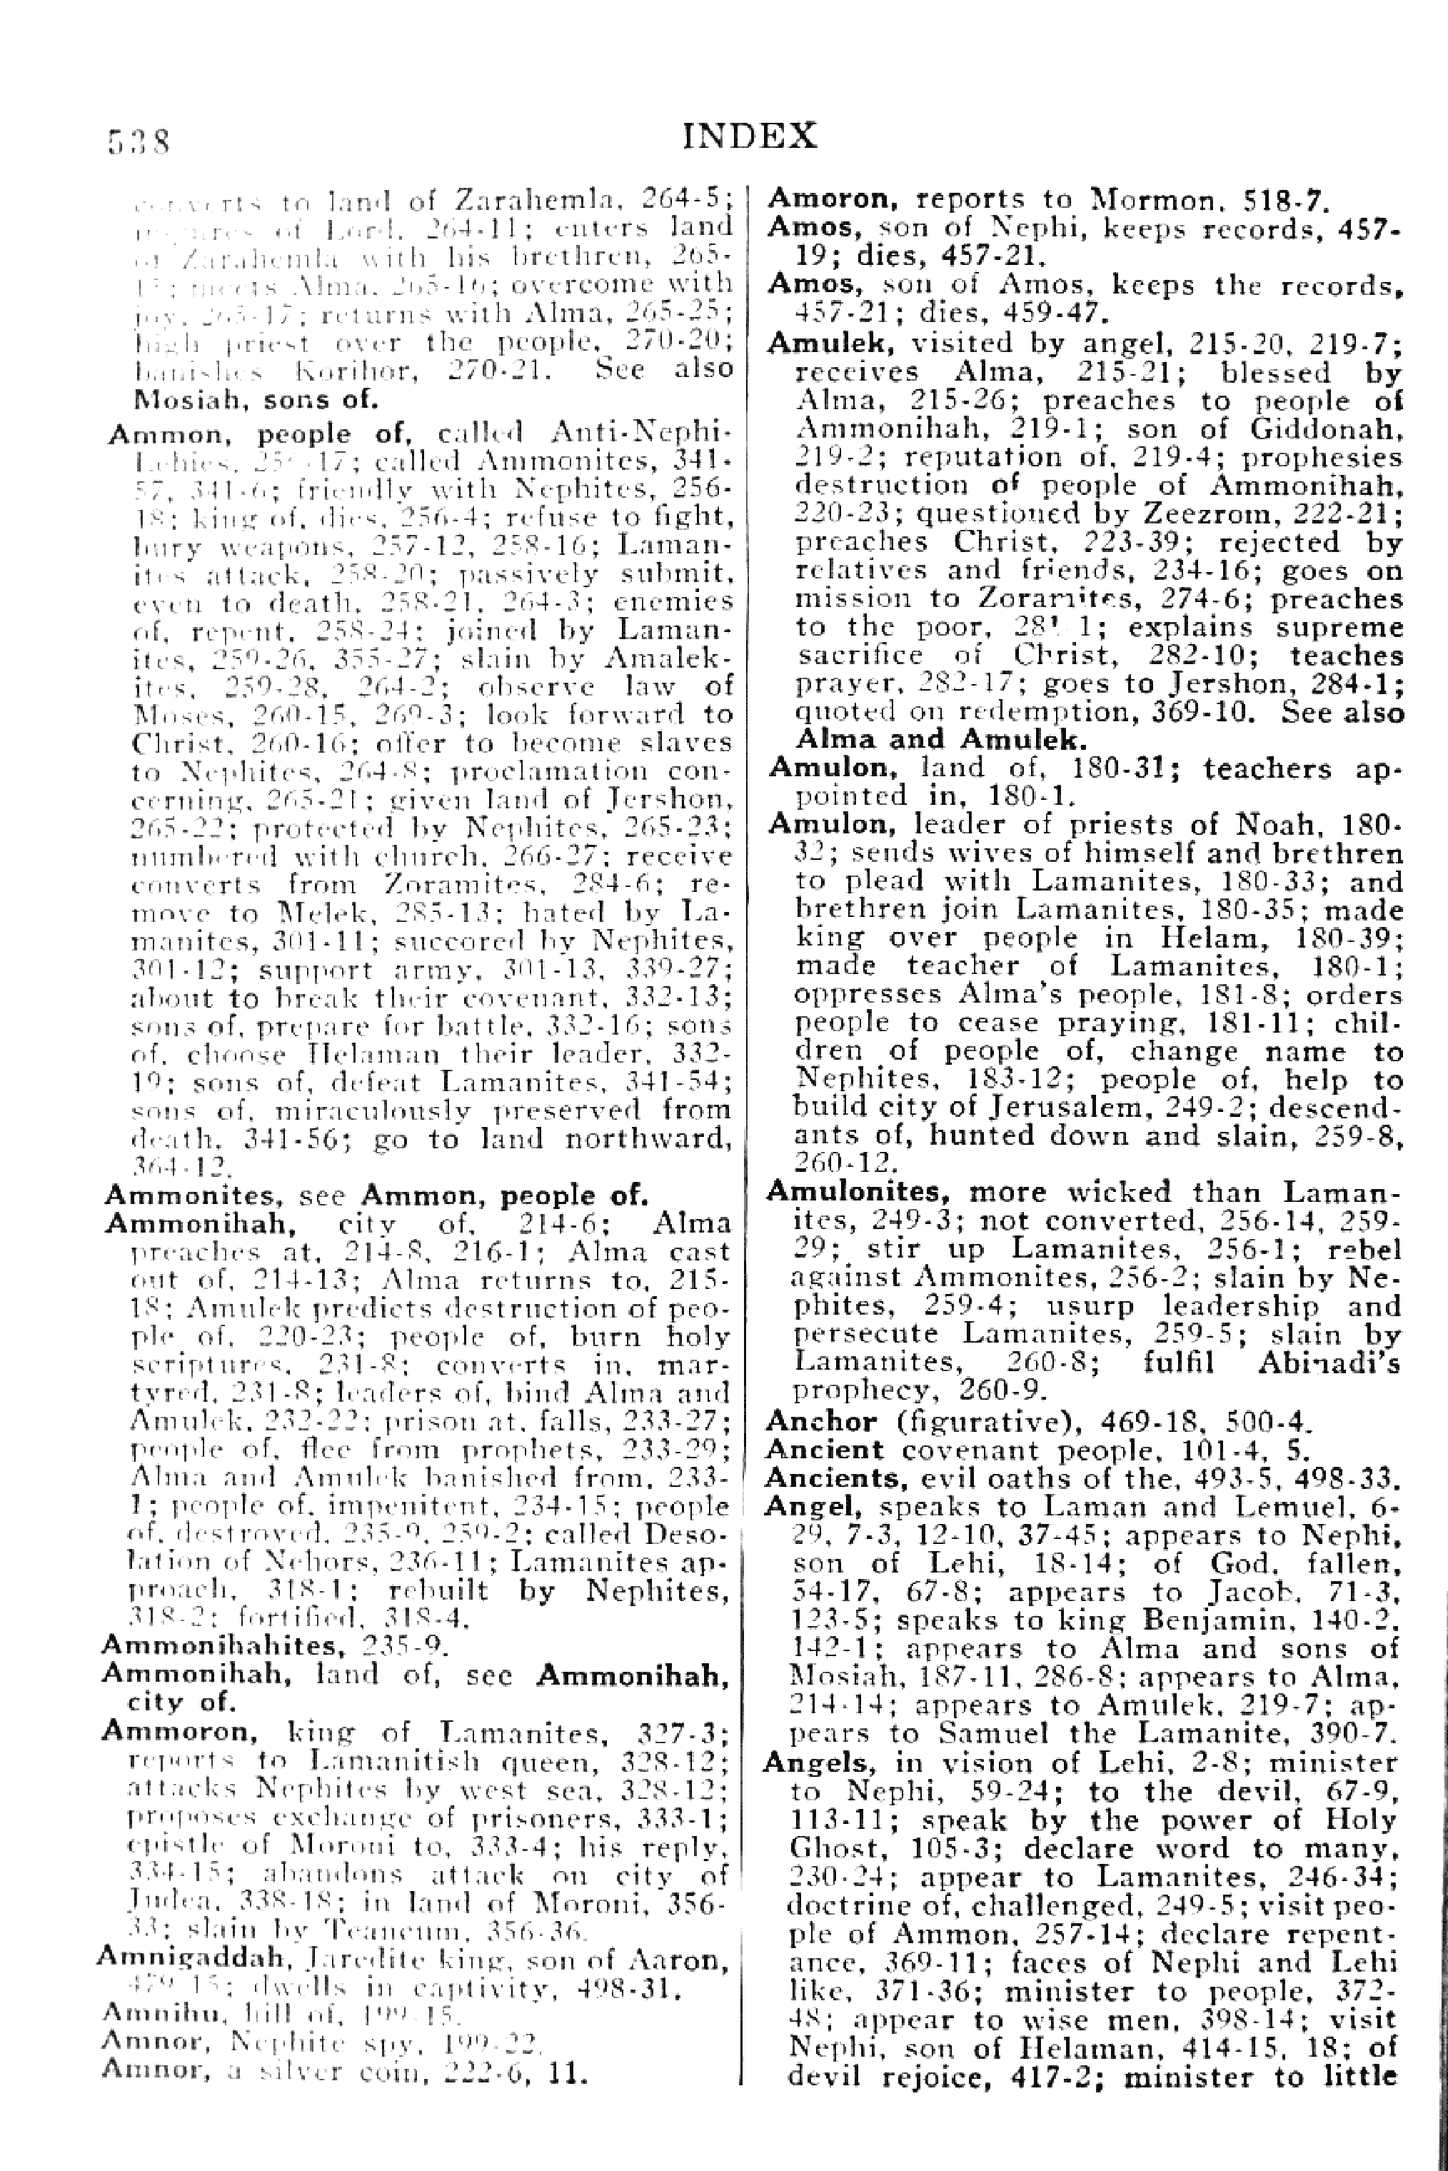 538
INDEX
to land of Zarahemla, 264-5;
of Lord, 264-11; enters land
of Zarahemla with his brethren, 265-
meets Alma, 265-16; overcome with
joy, 265-17; returns with Alma, 265-25;
high priest over the people, 270-20;
banishes Korihor, 270-21. See also
Mosiah, sons of.
Ammon, people of, called Anti-Nephi-
Lehies, 17; called Ammonites, 341-
57, 341-6; friendly with Nephites, 256-
18; king of, dies, 256-4; refuse to fight,
bury weapons, 257-12, 258-16; Laman-
ites attack, 258-20; passively submit,
even to death, 258-21, 264-3; enemies
of, repent, 258-24; joined by Laman-
ites, 259-26, 355-27; slain by Amalek-
ites, 259-28, 264-2; observe law of
Moses, 260-15, 269-3; look forward to
Christ, 260-16; offer to become slaves
to Nephites, 264-8; proclamation con-
cerning, 265-21; given land of Jershon,
265-22; protected by Nephites, 265-23;
numbered with church, 266-27; receive
converts from Zoramites, 284-6; re-
move to Melek, 285-13; hated by La-
manites, 301-11; succored by Nephites,
301-12; support army, 301-13, 339-27;
about to break their covenant, 332-13;
sons of, prepare for battle, 332-16; sons
of, choose Helaman their leader, 332-
19; sons of, defeat Lamanites, 341-54;
sons of, miraculously preserved from
death, 341-56; go to land northward,
364-12.
Ammonites, see Ammon, people of.
Ammonihah, city of, 214-6; Alma
preaches at, 214-8, 216-1; Alma cast
out of, 214-13; Alma returns to, 215-
18; Amulek predicts destruction of peo-
ple of, 220-23; people of, burn holy
scriptures, 231-8; converts in, mar-
tyred, 231-8; leaders of, bind Alma and
Amulek, 232-22; prison at, falls, 233-27;
people of, flee from prophets, 233-29;
Alma and Amulek banished from, 233-
1; people of, impenitent, 234-15; people
of, destroyed, 235-9, 259-2; called Deso-
lation of Nehors, 236-11; Lamanites ap-
proach, 318-1; rebuilt by Nephites,
318-2; fortified, 318-4.
Ammonihahites, 235-9.
Ammonihah, land of, see Ammonihah,
city of.
Ammoron, king of Lamanites, 327-3;
reports to Lamanitish queen, 328-12;
attacks Nephites by west sea, 328-12;
proposes exchange of prisoners, 333-1;
epistle of Moroni to, 333-4; his reply,
334-15; abandons attack on city of
Judea, 338-18; in land of Moroni, 356-
33; slain by Teancum, 356-36.
Amnigaddah, Jaredite king, son of Aaron,
479-15; dwells in captivity, 498-31.
Amnihu, hill of, 199-15.
Amnor, Nephite spy, 199-22.
Amnor, a silver coin, 222-6, 11.
Amoron, reports to Mormon, 518-7.
Amos, son of Nephi, keeps records, 457-
19; dies, 457-21.
Amos, son of Amos, keeps the records,
457-21; dies, 459-47.
Amulek, visited by angel, 215-20, 219-7;
receives Alma, 215-21; blessed by
Alma, 215-26; preaches to people of
Ammonihah, 219-1; son of Giddonah,
219-2; reputation of, 219-4; prophesies
destruction of people of Ammonihah,
220-23; questioned by Zeezrom, 222-21;
preaches Christ, 223-39; rejected by
relatives and friends, 234-16; goes on
mission to Zoramites, 274-6; preaches
to the poor, 1; explains supreme
sacrifice of Christ, 282-10; teaches
prayer, 282-17; goes to Jershon, 284-1;
quoted on redemption, 369-10. See also
Alma and Amulek.
Amulon, land of, 180-31; teachers ap-
pointed in, 180-1.
Amulon, leader of priests of Noah, 180-
32; sends wives of himself and brethren
to plead with Lamanites, 180-33; and
brethren join Lamanites, 180-35; made
king over people in Helam, 180-39;
made teacher of Lamanites, 180-1;
oppresses Alma's people, 181-8; orders
people to cease praying, 181-11; chil-
dren of people of, change name to
Nephites, 183-12; people of, help to
build city of Jerusalem, 249-2; descend-
ants of, hunted down and slain, 259-8,
260-12.
Amulonites, more wicked than Laman-
ites, 249-3; not converted, 256-14, 259-
29; stir up Lamanites, 256-1; rebel
against Ammonites, 256-2; slain by Ne-
phites, 259-4; usurp leadership and
persecute Lamanites, 259-5; slain by
Lamanites, 260-8; fulfil Abinadi's
prophecy, 260-9.
Anchor (figurative), 469-18, 500-4.
Ancient covenant people, 101-4, 5.
Ancients, evil oaths of the, 493-5, 498-33.
Angel, speaks to Laman and Lemuel, 6-
29, 7-3, 12-10, 37-45; appears to Nephi,
son of Lehi, 18-14; of God, fallen,
54-17, 67-8; appears to Jacob, 71-3,
123-5; speaks to king Benjamin, 140-2,
142-1; appears to Alma and sons of
Mosiah, 187-11, 286-8; appears to Alma,
214-14; appears to Amulek, 219-7; ap-
pears to Samuel the Lamanite, 390-7.
Angels, in vision of Lehi, 2-8; minister
to Nephi, 59-24; to the devil, 67-9,
113-11; speak by the power of Holy
Ghost, 105-3; declare word to many,
230-24; appear to Lamanites, 246-34;
doctrine of, challenged, 249-5; visit peo-
ple of Ammon, 257-14; declare repent-
ance, 369-11; faces of Nephi and Lehi
like, 371-36; minister to people, 372-
48; appear to wise men, 398-14; visit
Nephi, son of Helaman, 414-15, 18; of
devil rejoice, 417-2; minister to little